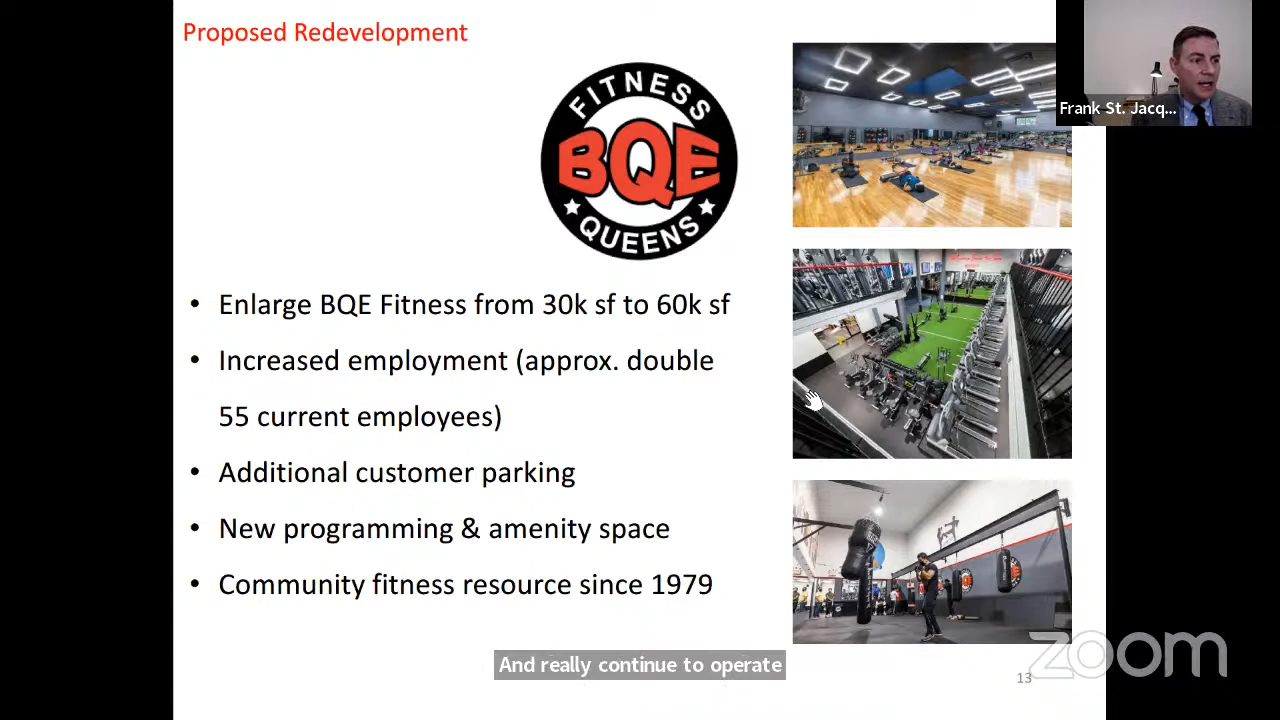 Proposed Redevelopment
FITNESS
BQE
QUEENS
Frank St. Jacq...
• Enlarge BQE Fitness from 30k sf to 60k sf
• Increased employment (approx. double
55 current employees)
• Additional customer parking
• New programming & amenity space
• Community fitness resource since 1979
And really continue to operate
13
zoom